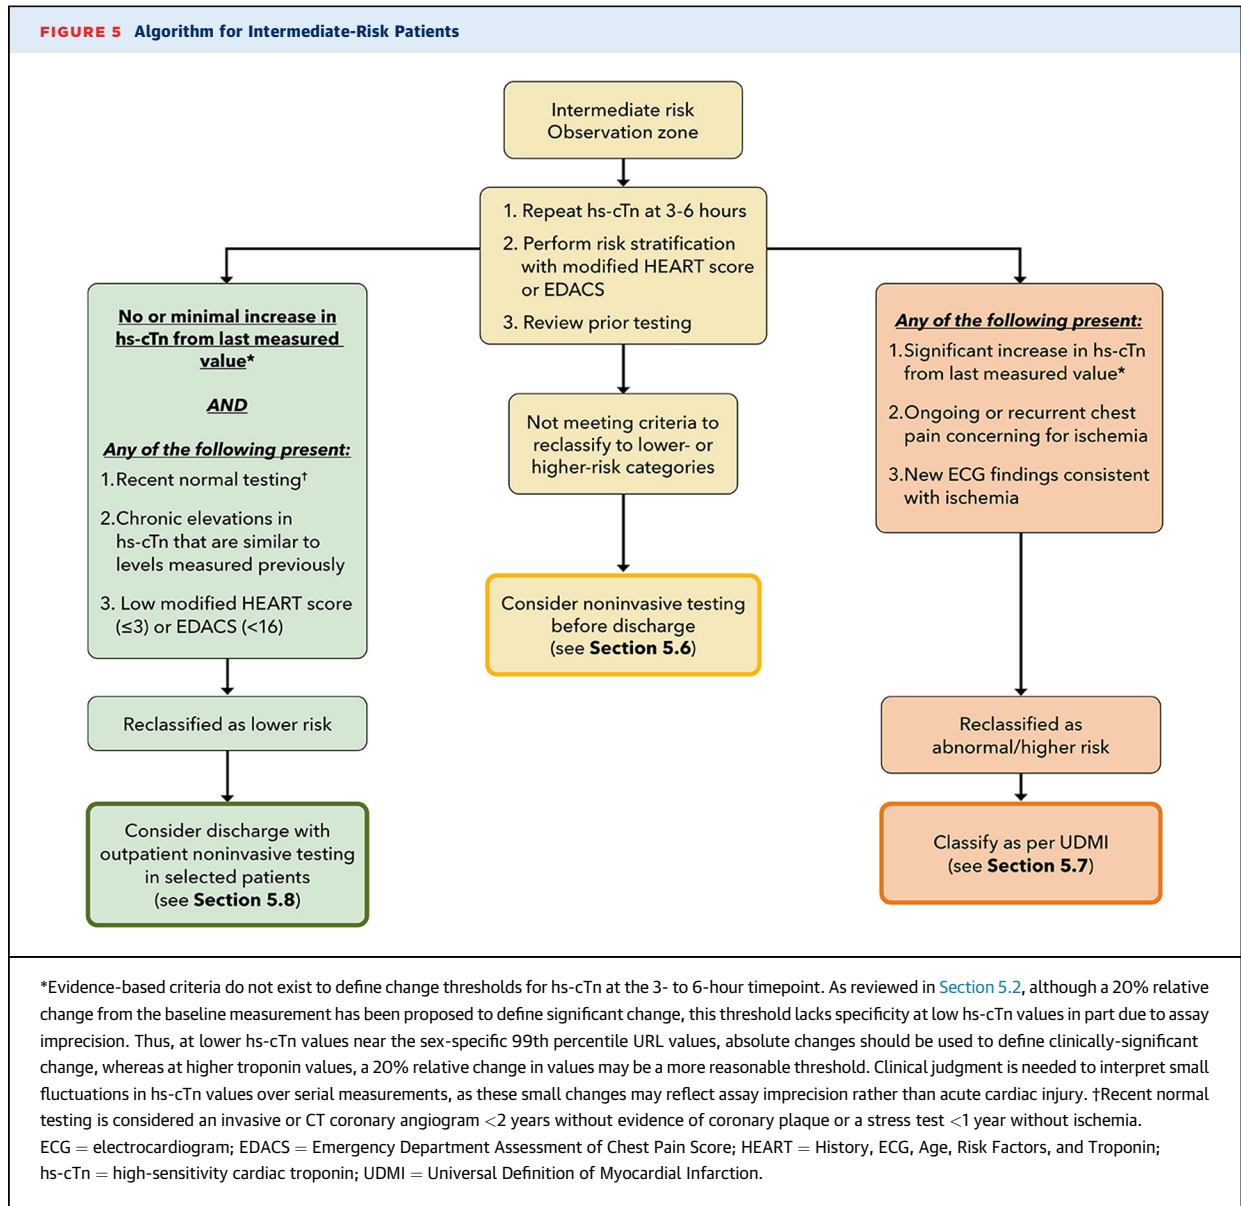 FIGURE 5 Algorithm for Intermediate-Risk Patients
Intermediate risk
Observation zone
1. Repeat hs-cTn at 3-6 hours
2. Perform risk stratification
with modified HEART score
or EDACS
3. Review prior testing
No or minimal increase in
hs-cTn from last measured
value*
AND
Any of the following present:
1.Recent normal testing†
2.Chronic elevations in
hs-cTn that are similar to
levels measured previously
3. Low modified HEART score
(≤3) or EDACS (<16)
Reclassified as lower risk
Consider discharge with
outpatient noninvasive testing
in selected patients
(see Section 5.8)
Not meeting criteria to
reclassify to lower- or
higher-risk categories
Consider noninvasive testing
before discharge
(see Section 5.6)
Any of the following present:
1.Significant increase in hs-cTn
from last measured value*
2.Ongoing or recurrent chest
pain concerning for ischemia
3.New ECG findings consistent
with ischemia
Reclassified as
abnormal/higher risk
Classify as per UDMI
(see Section 5.7)
*Evidence-based criteria do not exist to define change thresholds for hs-cTn at the 3- to 6-hour timepoint. As reviewed in Section 5.2, although a 20% relative
change from the baseline measurement has been proposed to define significant change, this threshold lacks specificity at low hs-cTn values in part due to assay
imprecision. Thus, at lower hs-cTn values near the sex-specific 99th percentile URL values, absolute changes should be used to define clinically-significant
change, whereas at higher troponin values, a 20% relative change in values may be a more reasonable threshold. Clinical judgment is needed to interpret small
fluctuations in hs-cTn values over serial measurements, as these small changes may reflect assay imprecision rather than acute cardiac injury. †Recent normal
testing is considered an invasive or CT coronary angiogram <2 years without evidence of coronary plaque or a stress test <1 year without ischemia.
ECG = electrocardiogram; EDACS = Emergency Department Assessment of Chest Pain Score; HEART = History, ECG, Age, Risk Factors, and Troponin;
hs-cTn = high-sensitivity cardiac troponin; UDMI = Universal Definition of Myocardial Infarction.